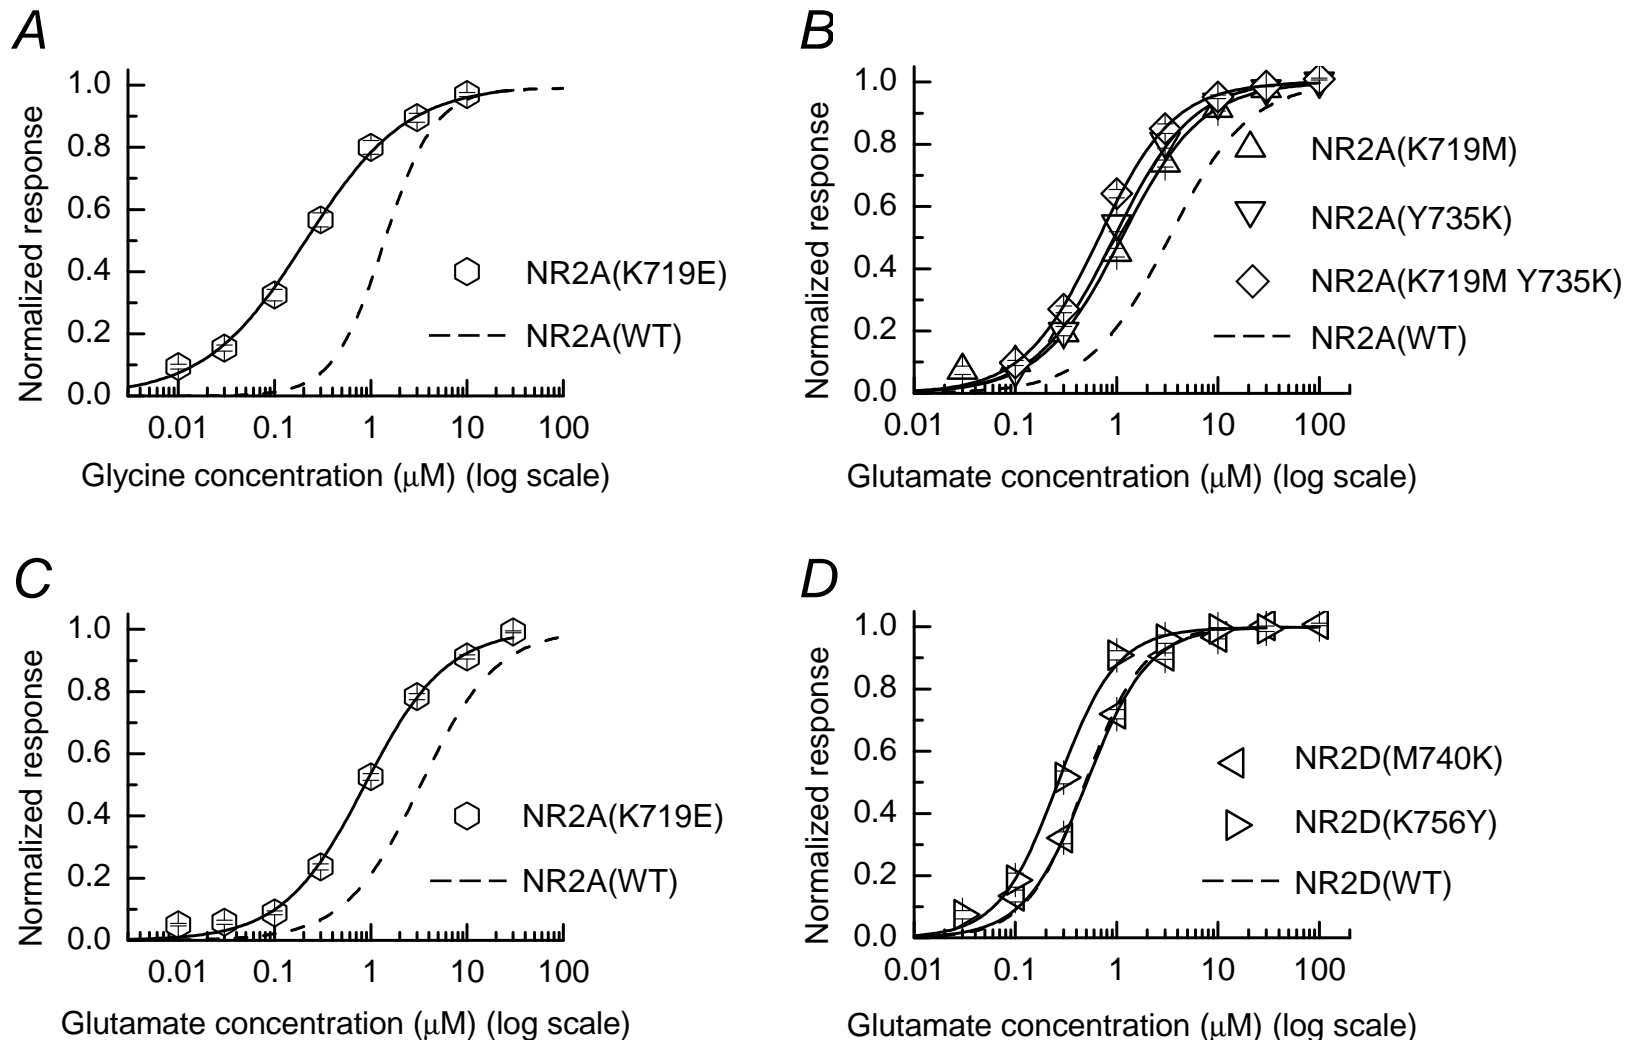 A
Normalized response
1.0
0.8
0.6
0.4
0.2
0.0
NR2A(K719E)
NR2A(WT)
0.01 0.1 1 10 100
Glycine concentration (μM) (log scale)
B
Normalized response
1.0
0.8
0.6
0.4
0.2
0.0
NR2A(K719M)
NR2A(Y735K)
NR2A(K719M Y735K)
NR2A(WT)
0.01 0.1 1 10 100
Glutamate concentration (μM) (log scale)
C
Normalized response
1.0
0.8
0.6
0.4
0.2
0.0
NR2A(K719E)
NR2A(WT)
0.01 0.1 1 10 100
Glutamate concentration (μM) (log scale)
D
Normalized response
1.0
0.8
0.6
0.4
0.2
0.0
NR2D(M740K)
NR2D(K756Y)
NR2D(WT)
0.01 0.1 1 10 100
Glutamate concentration (μM) (log scale)